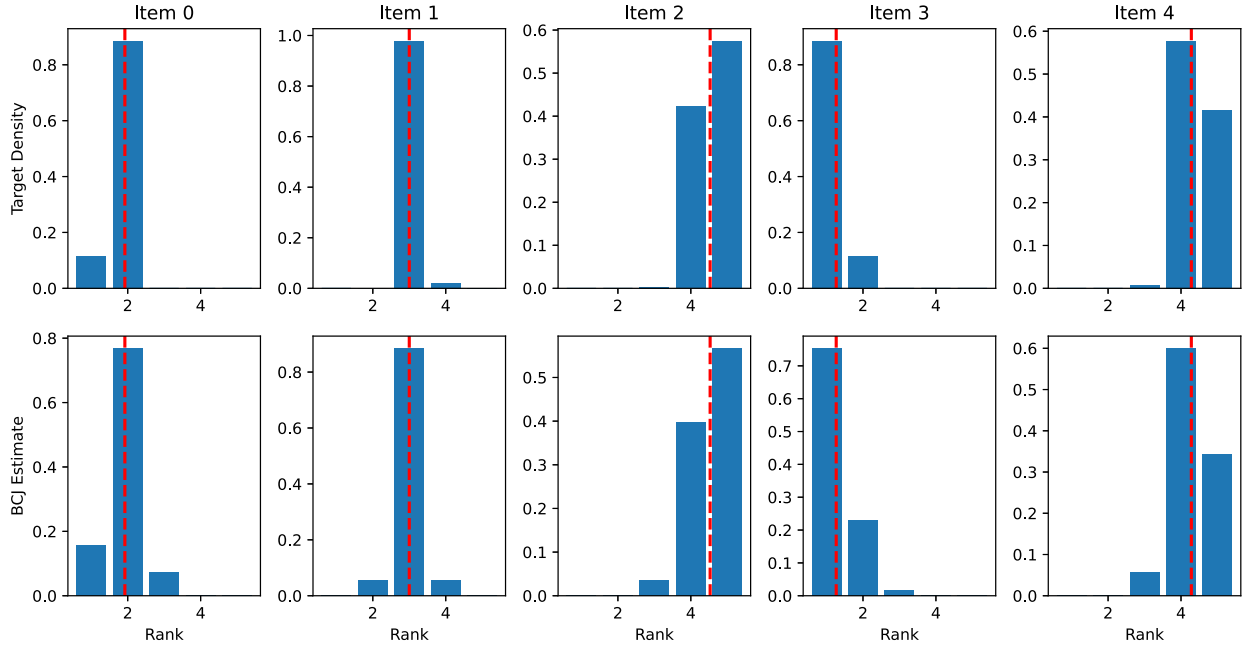 Item 0 Item 1 Item 2 Item 3 Item 4
Target Density
0.8 0.6 0.4 0.2 0.0
2 4
1.0 0.8 0.6 0.4 0.2 0.0
2 4
0.6 0.5 0.4 0.3 0.2 0.1 0.0
2 4
0.8 0.6 0.4 0.2 0.0
2 4
0.6 0.5 0.4 0.3 0.2 0.1 0.0
2 4
BCJ Estimate
0.8 0.6 0.4 0.2 0.0
2 4
Rank
0.8 0.6 0.4 0.2 0.0
2 4
Rank
0.5 0.4 0.3 0.2 0.1 0.0
2 4
Rank
0.7 0.6 0.5 0.4 0.3 0.2 0.1 0.0
2 4
Rank
0.6 0.5 0.4 0.3 0.2 0.1 0.0
2 4
Rank